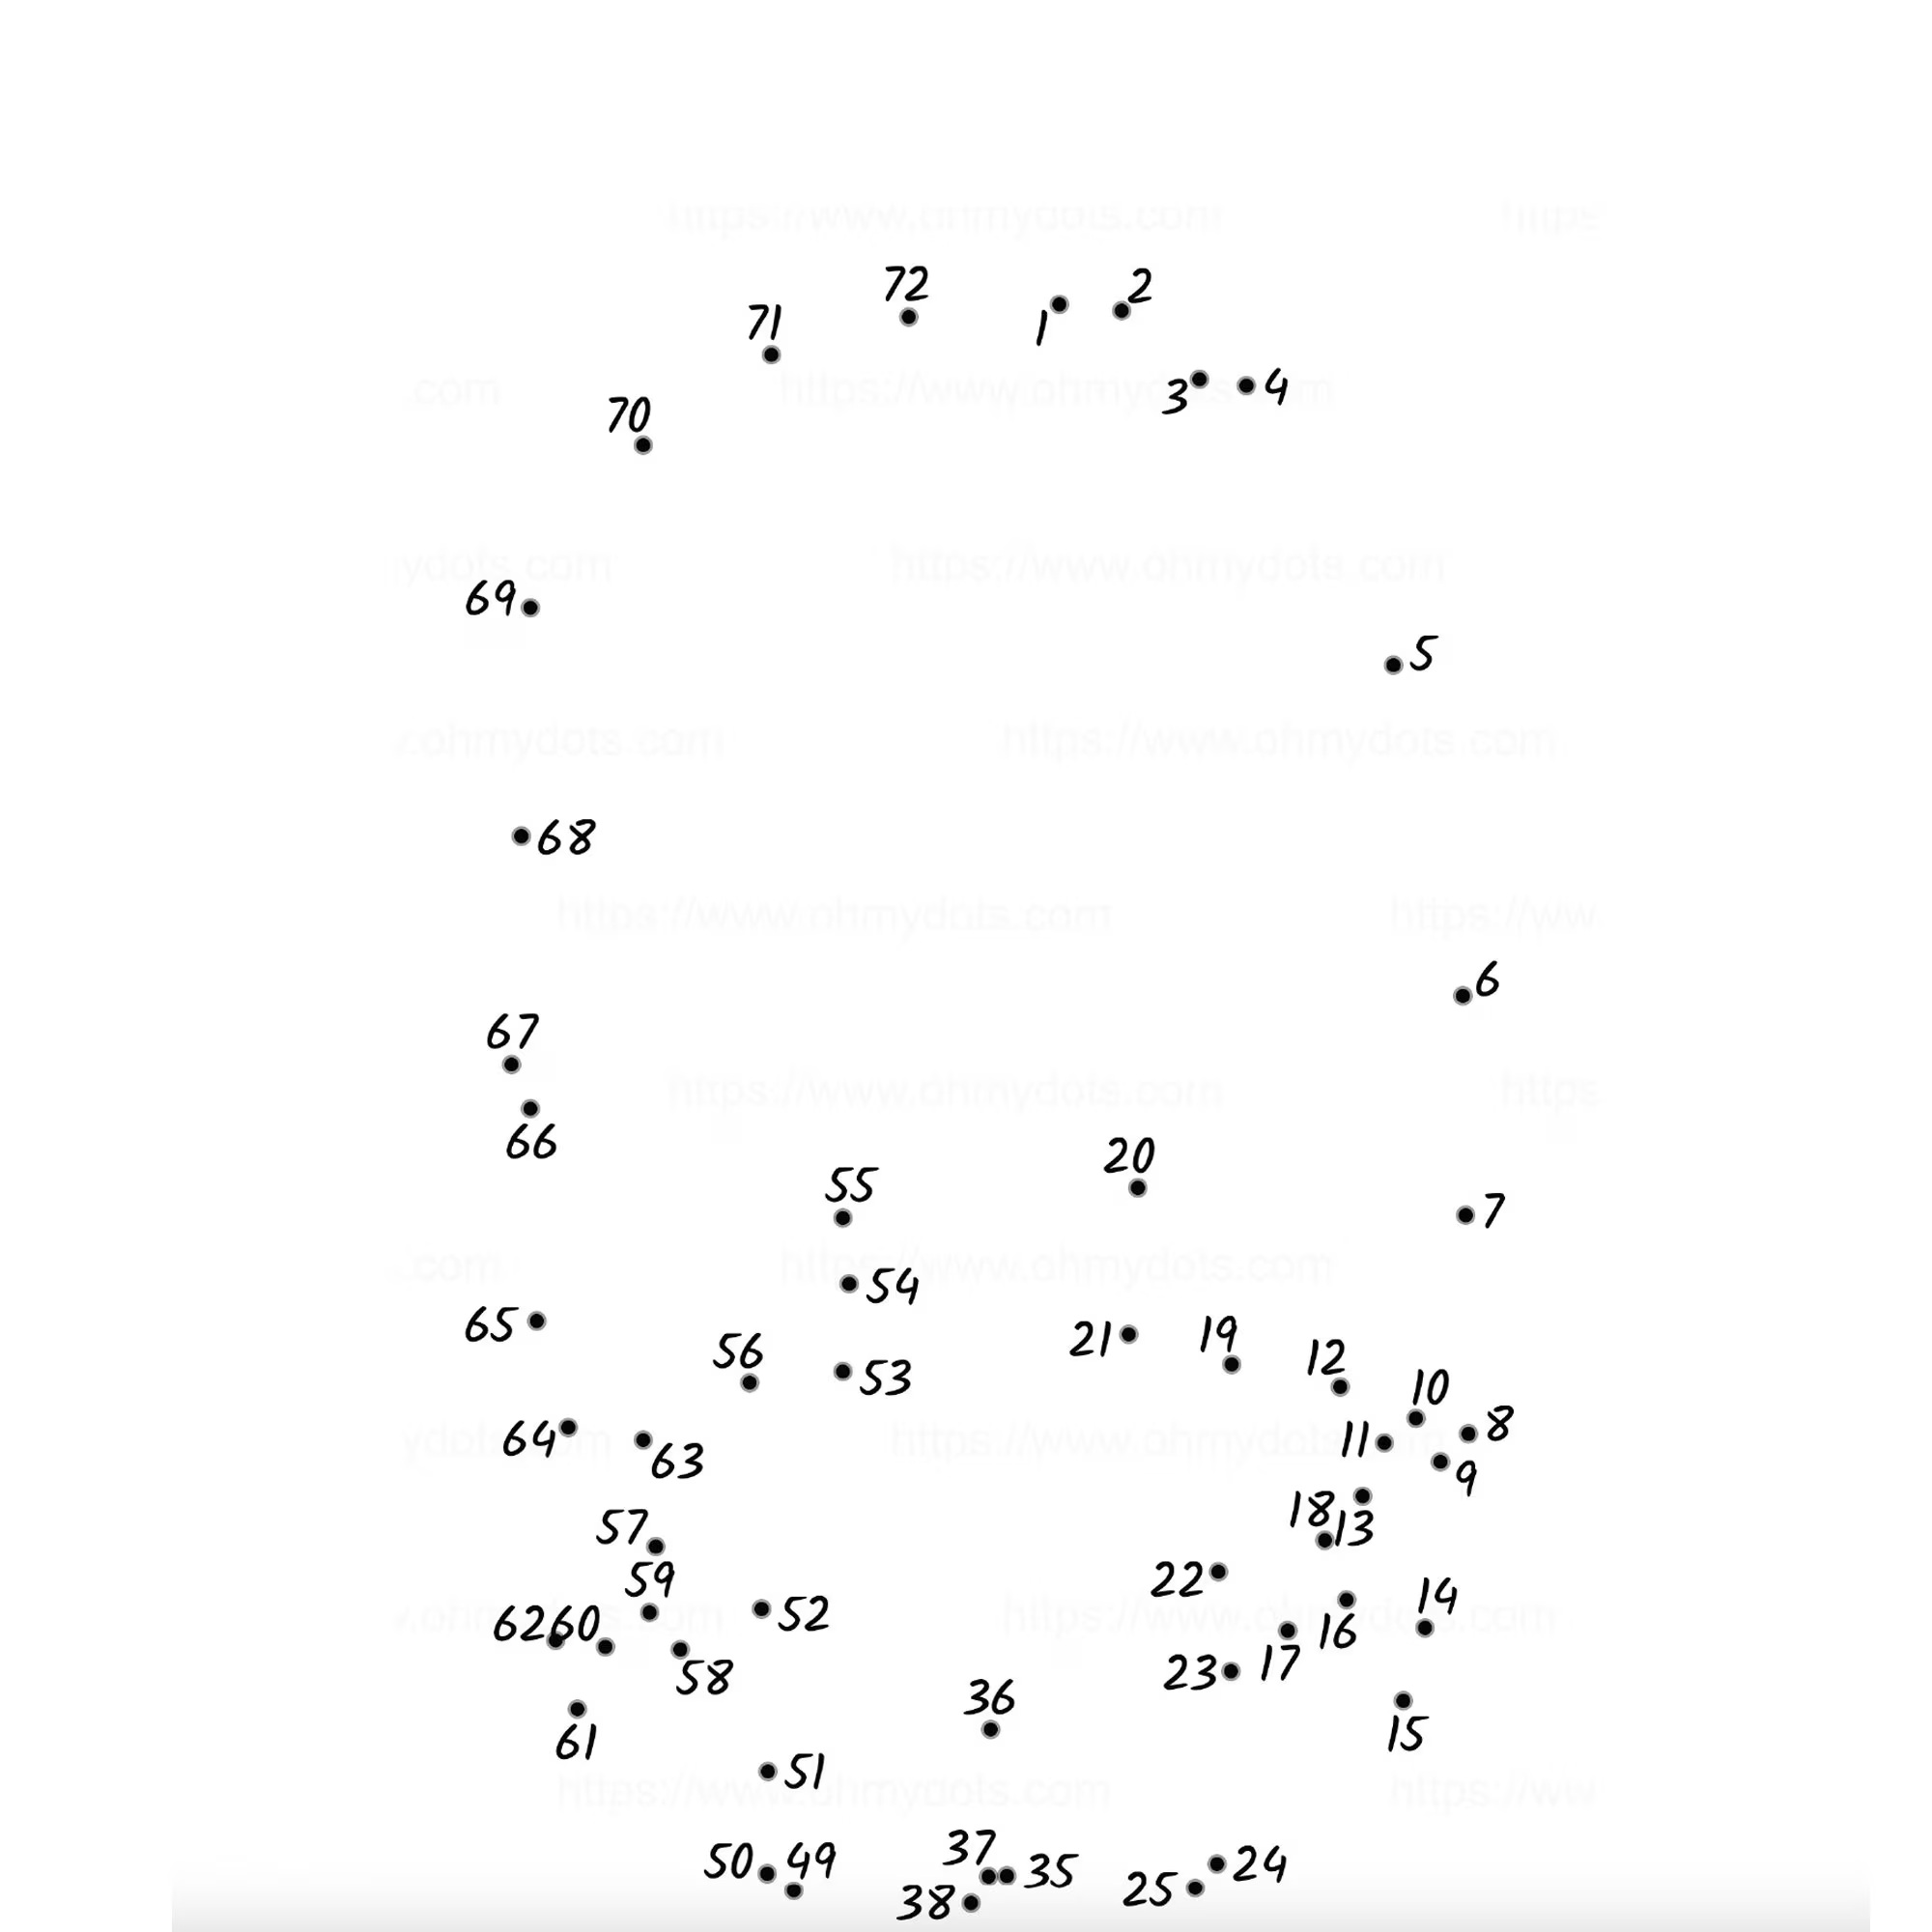 https://www.ohmydots.com https
72 2
71 1
.com https://www.ohmydots.com
3 4
70
mydots.com https://www.ohmydots.com
69
5
.ohmydots.com https://www.ohmydots.com
68
https://www.ohmydots.com https://ww
6
67
https://www.ohmydots.com https
66
20
55
7
.com https://www.ohmydots.com
54
65 21 19
56 12
53
10
64 ydots.com https://www.ohmydots.com 11 8
63
9
18 13
57
59 22
14
6260 w.ohmydots.com 52 https://www.ohmydots.com
16
58 23 17
36
61 15
51
https://www.ohmydots.com https://ww
50 49 37 35 24
38 25